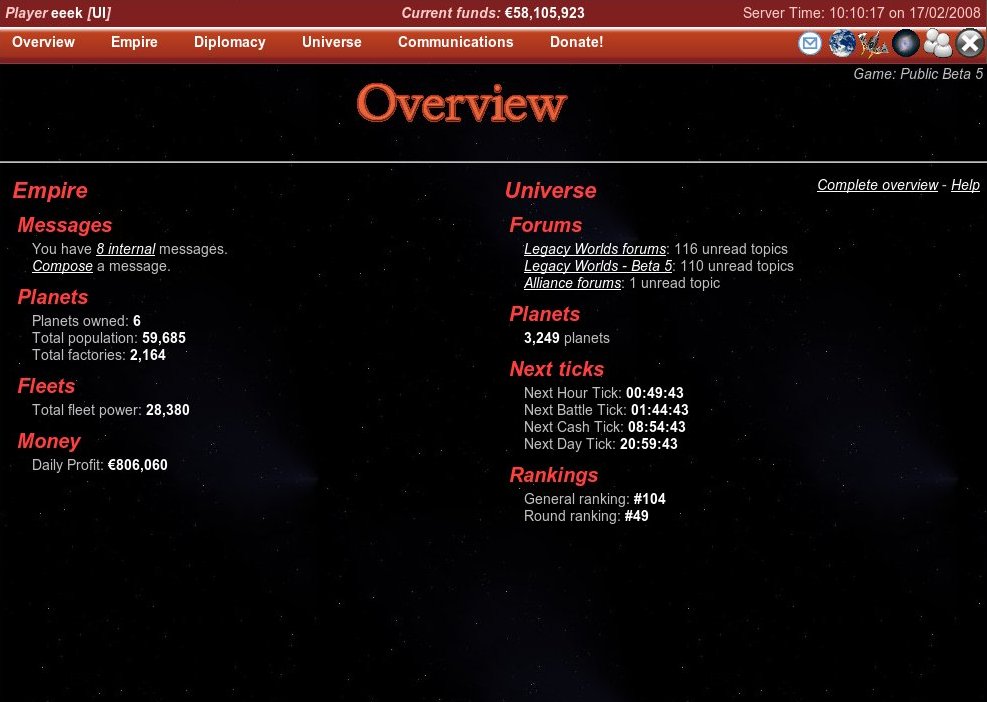 Player eeek [UI]
Current funds: €58,105,923
Server Time: 10:10:17 on 17/02/2008
Overview Empire Diplomacy Universe Communications Donate!
Game: Public Beta 5
Overview
Empire
Messages
You have 8 internal messages.
Compose a message.
Planets
Planets owned: 6
Total population: 59,685
Total factories: 2,164
Fleets
Total fleet power: 28,380
Money
Daily Profit: €806,060
Universe
Complete overview - Help
Forums
Legacy Worlds forums: 116 unread topics
Legacy Worlds - Beta 5: 110 unread topics
Alliance forums: 1 unread topic
Planets
3,249 planets
Next ticks
Next Hour Tick: 00:49:43
Next Battle Tick: 01:44:43
Next Cash Tick: 08:54:43
Next Day Tick: 20:59:43
Rankings
General ranking: #104
Round ranking: #49